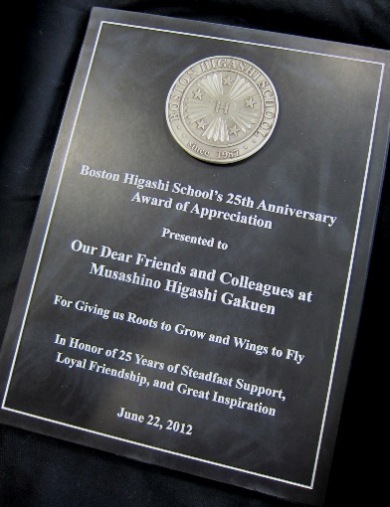 BOSTON HIGASHI SCHOOL
H
Since 1987
Boston Higashi School's 25th Anniversary
Award of Appreciation
Presented to
Our Dear Friends and Colleagues at
Musashino Higashi Gakuen
For Giving us Roots to Grow and Wings to Fly
In Honor of 25 Years of Steadfast Support,
Loyal Friendship, and Great Inspiration
June 22, 2012